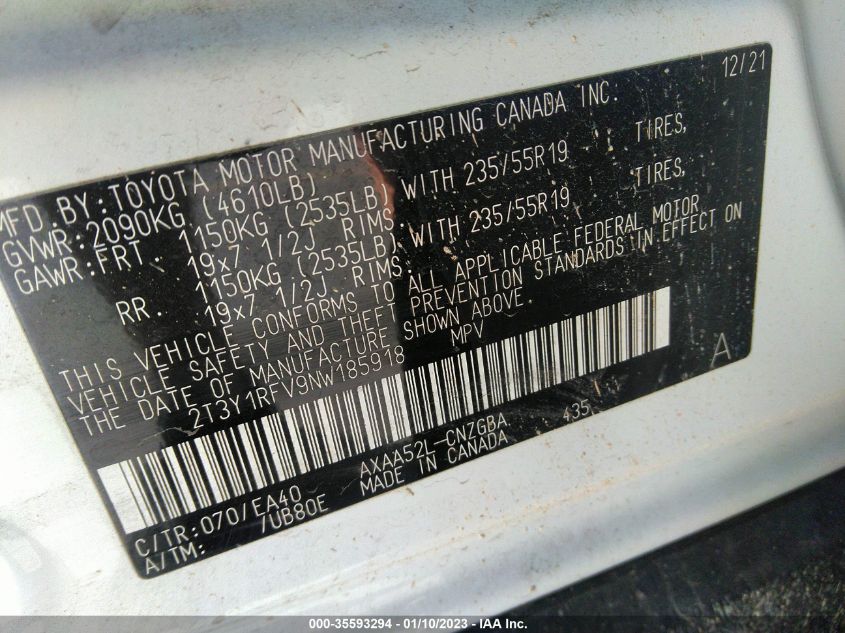 MFD. BY: TOYOTA MOTOR MANUFACTURING CANADA INC. 12/21
GVWR: 2090KG (4610LB)
GAWR: FRT. 1150KG (2535LB) WITH 235/55R19 TIRES,
19x7 1/2J RIMS.
RR. 1150KG (2535LB) WITH 235/55R19 TIRES,
19x7 1/2J RIMS.
THIS VEHICLE CONFORMS TO ALL APPLICABLE FEDERAL MOTOR
VEHICLE SAFETY AND THEFT PREVENTION STANDARDS IN EFFECT ON
THE DATE OF MANUFACTURE SHOWN ABOVE.
2T3Y1RFV9NW185918 MPV
A
C/TR: 070/EA40 AXAA52L-CNZGBA 435
A/TM: /UB80E MADE IN CANADA
000-35593294 - 01/10/2023 - IAA Inc.